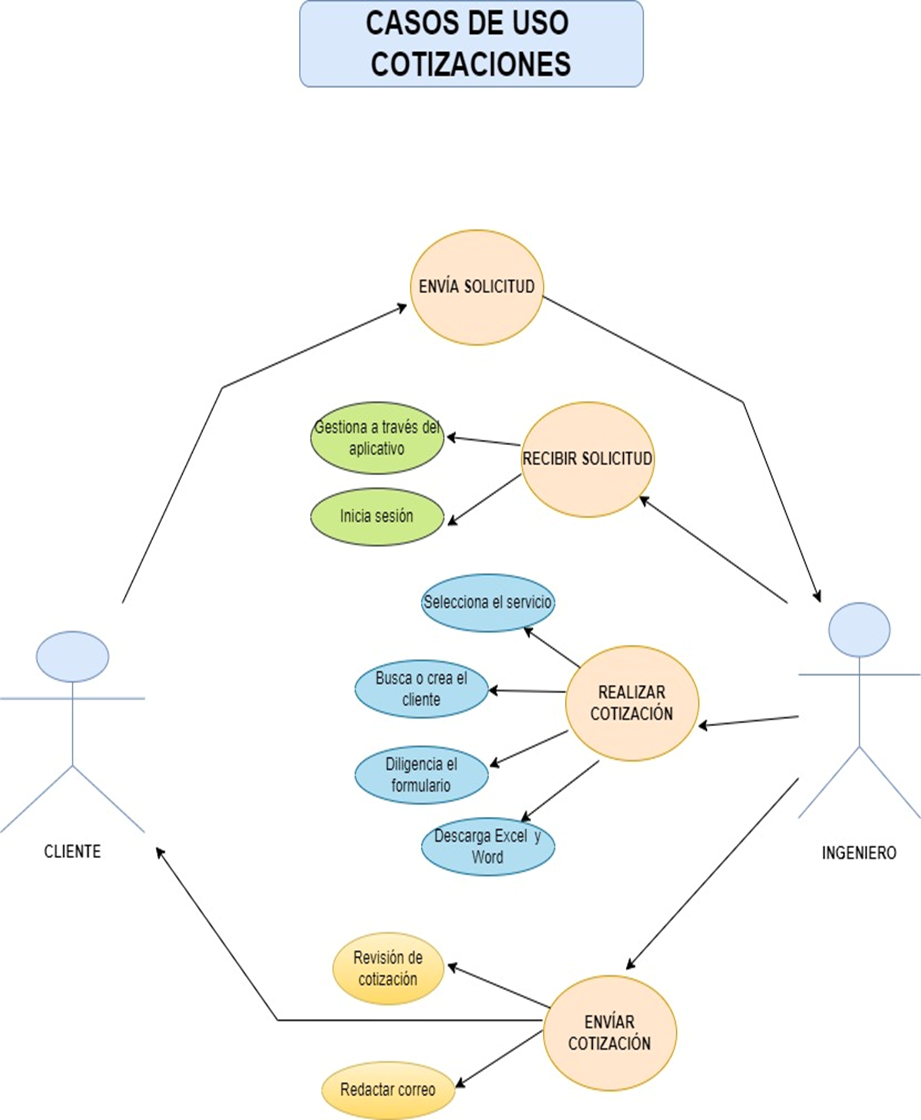 CASOS DE USO
COTIZACIONES
ENVÍA SOLICITUD
Gestiona a través del
aplicativo
RECIBIR SOLICITUD
Inicia sesión
Selecciona el servicio
Busca o crea el
cliente
REALIZAR
COTIZACIÓN
Diligencia el
formulario
Descarga Excel y
Word
CLIENTE
INGENIERO
Revisión de
cotización
ENVÍAR
COTIZACIÓN
Redactar correo